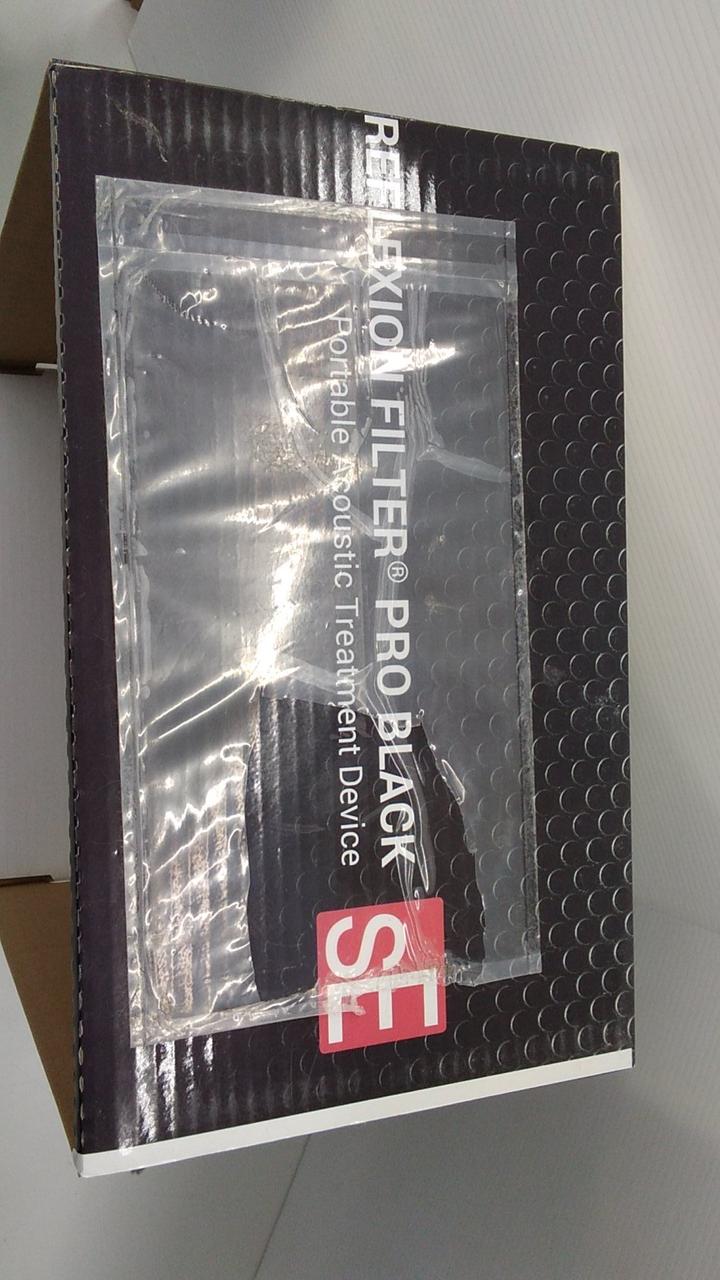 REFLEXION FILTER® PRO BLACK
Portable Acoustic Treatment Device
SE